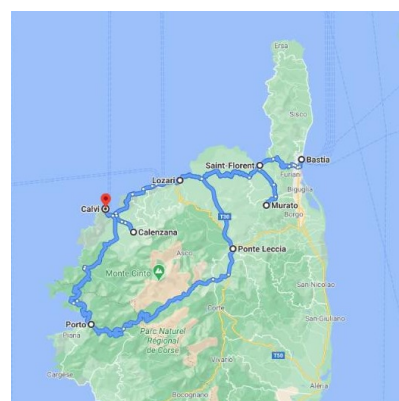 Ersa
Sisco
Saint-Florent
Bastia
Furiani
Lozari
Biguglia
Calvi
Murato
T30
Borgo
Calenzana
Asco
Ponte Leccia
Monte Cinto
San-Nicolao
Porto
Corte
Piana
Parc Naturel
Régional
de Corse
San-Giuliano
Vivario
T50
Cargèse
Aléria
Bocognano